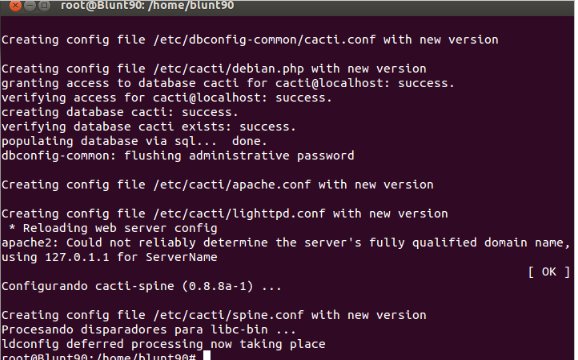 root@Blunt90: /home/blunt90
Creating config file /etc/dbconfig-common/cacti.conf with new version
Creating config file /etc/cacti/debian.php with new version
granting access to database cacti for cacti@localhost: success.
verifying access for cacti@localhost: success.
creating database cacti: success.
verifying database cacti exists: success.
populating database via sql...  done.
dbconfig-common: flushing administrative password
Creating config file /etc/cacti/apache.conf with new version
Creating config file /etc/cacti/lighttpd.conf with new version
 * Reloading web server config
apache2: Could not reliably determine the server's fully qualified domain name,
using 127.0.1.1 for ServerName
[ OK ]
Configurando cacti-spine (0.8.8a-1) ...
Creating config file /etc/cacti/spine.conf with new version
Procesando disparadores para libc-bin ...
ldconfig deferred processing now taking place
root@Blunt90:/home/blunt90#